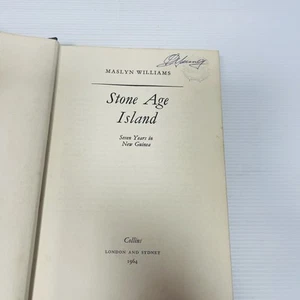 MASLYN WILLIAMS
Stone Age
Island
Seven Years in
New Guinea
Collins
LONDON AND SYDNEY
1964